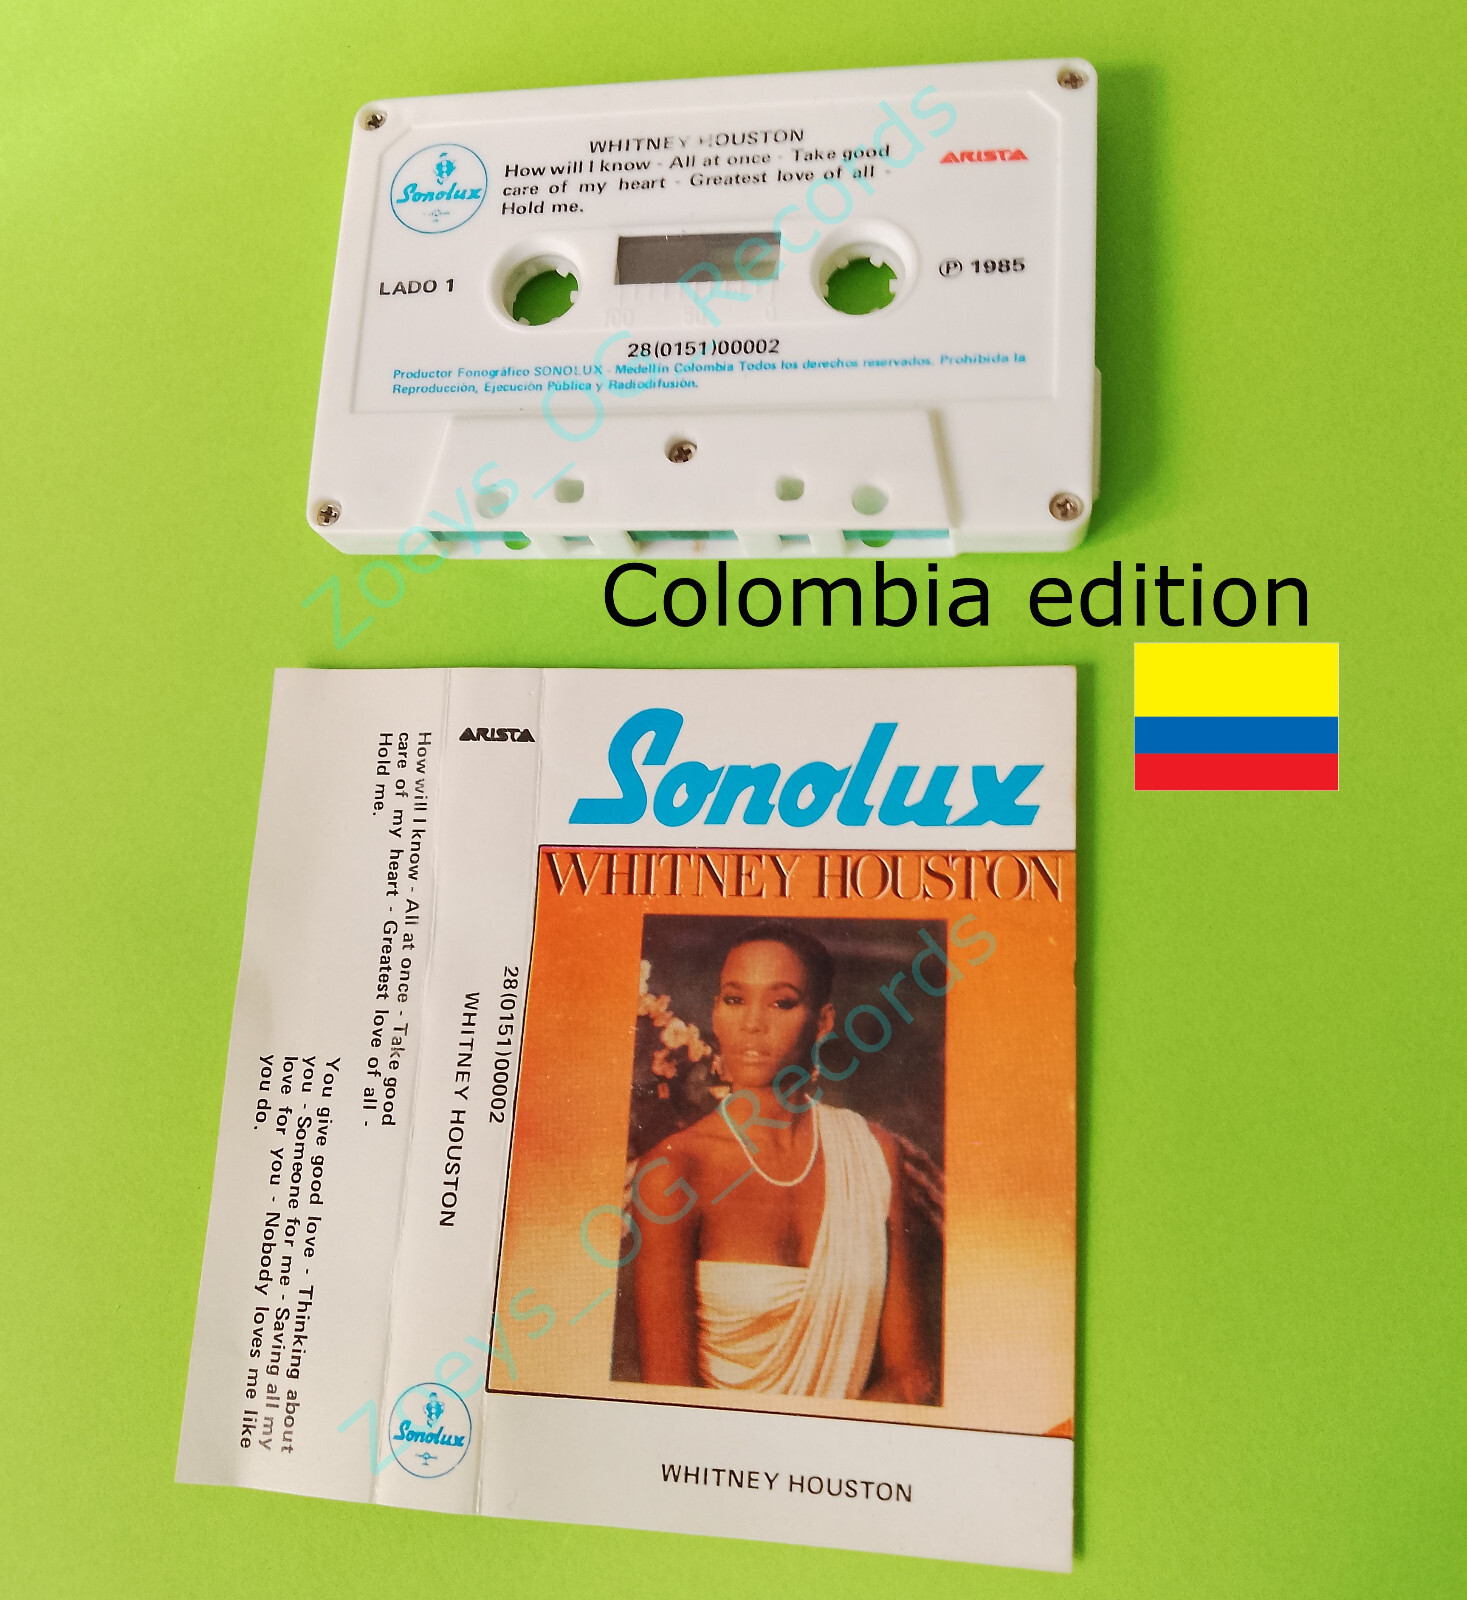 WHITNEY HOUSTON
How will I know - All at once - Take good
care of my heart - Greatest love of all -
Hold me.
Sonolux
ARISTA
LADO 1
Ⓟ 1985
100 50 0
28(0151)00002
Productor Fonográfico SONOLUX - Medellín Colombia Todos los derechos reservados. Prohibida la
Reproducción, Ejecución Pública y Radiodifusión.
Zoeys_OG_Records
Colombia edition
Sonolux
WHITNEY HOUSTON
WHITNEY HOUSTON
ARISTA
28(0151)00002
WHITNEY HOUSTON
Sonolux
How will I know - All at once - Take good
care of my heart - Greatest love of all -
Hold me.
You give good love - Thinking about
you - Someone for me - Saving all my
love for you - Nobody loves me like
you do.
Zoeys_OG_Records